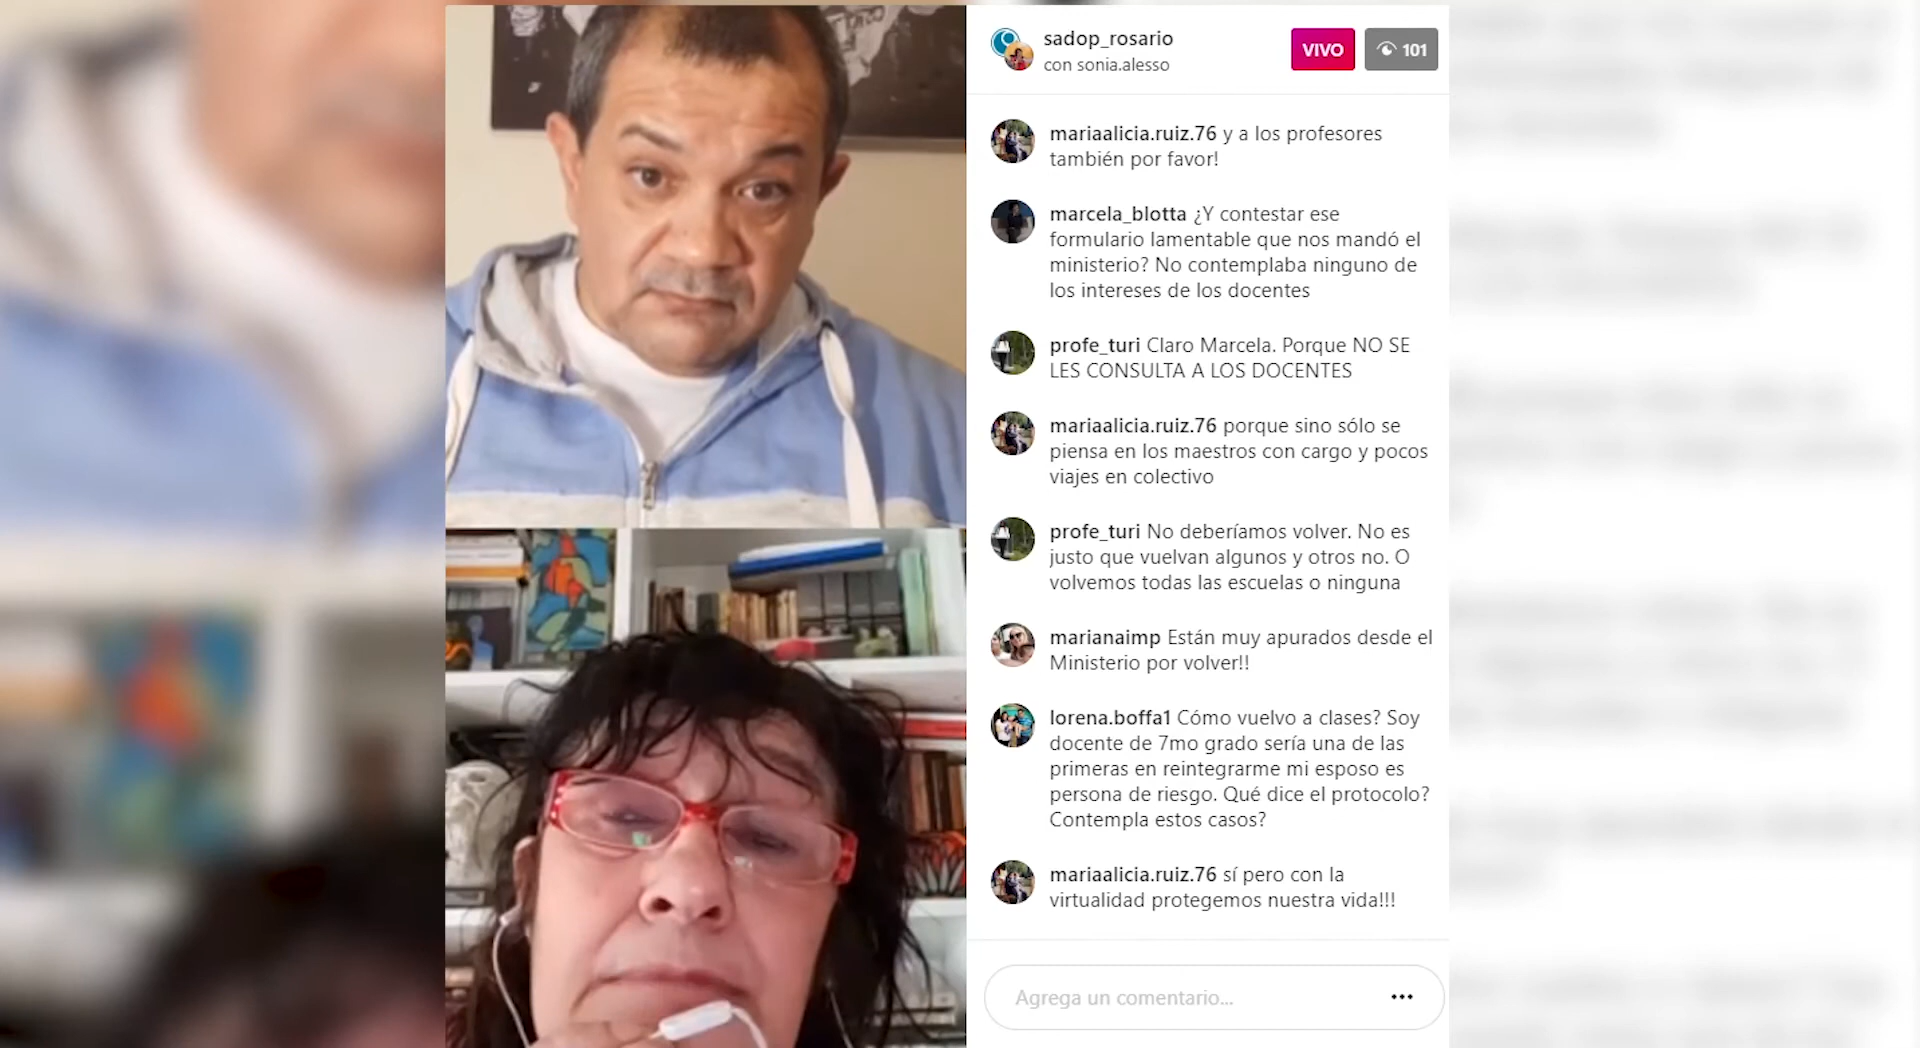 sadop_rosario
con sonia.alesso
VIVO
101
mariaalicia.ruiz.76 y a los profesores
también por favor!
marcela_blotta ¿Y contestar ese
formulario lamentable que nos mandó el
ministerio? No contemplaba ninguno de
los intereses de los docentes
profe_turi Claro Marcela. Porque NO SE
LES CONSULTA A LOS DOCENTES
mariaalicia.ruiz.76 porque sino sólo se
piensa en los maestros con cargo y pocos
viajes en colectivo
profe_turi No deberíamos volver. No es
justo que vuelvan algunos y otros no. O
volvemos todas las escuelas o ninguna
marianaimp Están muy apurados desde el
Ministerio por volver!!
lorena.boffa1 Cómo vuelvo a clases? Soy
docente de 7mo grado sería una de las
primeras en reintegrarme mi esposo es
persona de riesgo. Qué dice el protocolo?
Contempla estos casos?
mariaalicia.ruiz.76 sí pero con la
virtualidad protegemos nuestra vida!!!
Agrega un comentario...